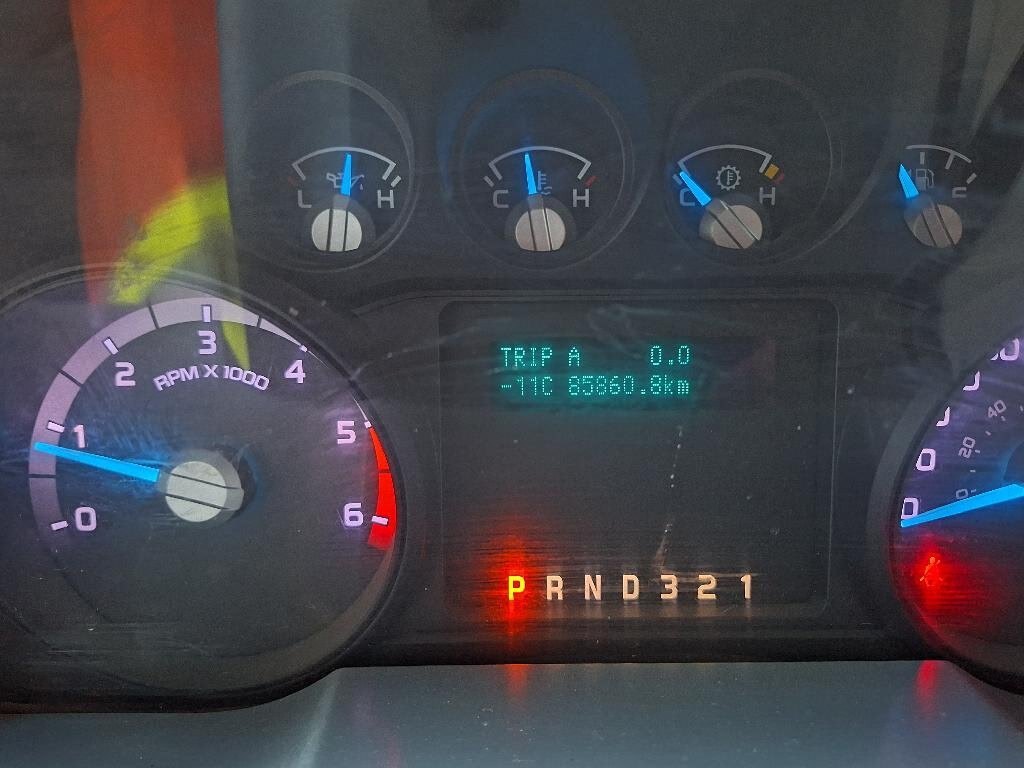 L H
C H
C H
0 1 2 3 4 5 6
RPM X 1000
TRIP A 0.0
-11C 85860.8km
P R N D 3 2 1
0 20 40